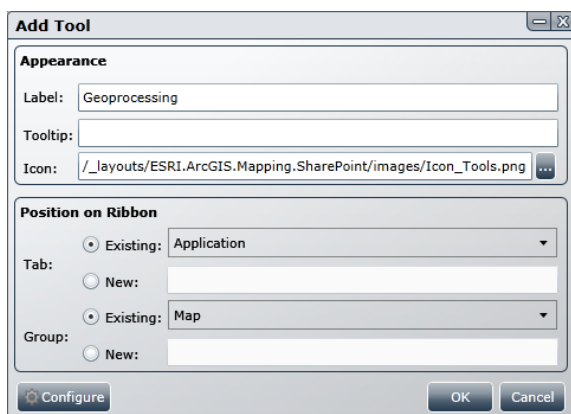 Add Tool
Appearance
Label: Geoprocessing
Tooltip:
Icon: /_layouts/ESRI.ArcGIS.Mapping.SharePoint/images/Icon_Tools.png ...
Position on Ribbon
Tab:
Existing: Application
New:
Group:
Existing: Map
New:
Configure OK Cancel